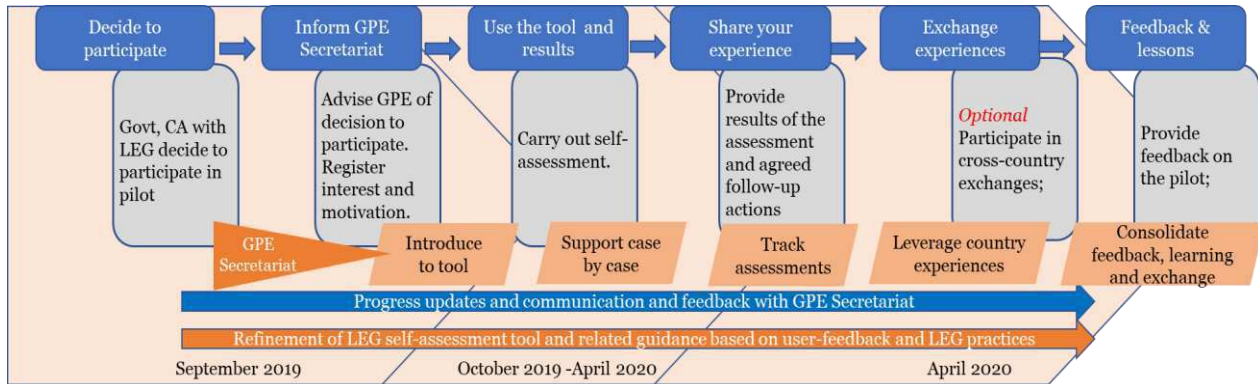 Decide to
participate
Inform GPE
Secretariat
Use the tool and
results
Share your
experience
Exchange
experiences
Feedback &
lessons
Govt, CA with
LEG decide to
participate in
pilot
Advise GPE of
decision to
participate.
Register
interest and
motivation.
Carry out self-
assessment.
Provide
results of the
assessment
and agreed
follow-up
actions
Optional
Participate in
cross-country
exchanges;
Provide
feedback on
the pilot;
GPE
Secretariat
Introduce
to tool
Support case
by case
Track
assessments
Leverage country
experiences
Consolidate
feedback, learning
and exchange
Progress updates and communication and feedback with GPE Secretariat
Refinement of LEG self-assessment tool and related guidance based on user-feedback and LEG practices
September 2019
October 2019 -April 2020
April 2020